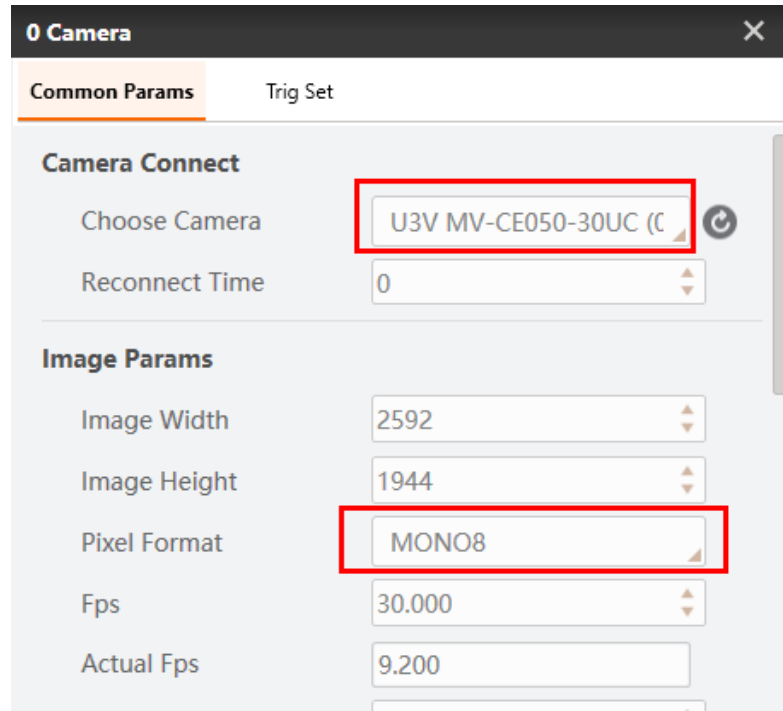 0 Camera
Common Params Trig Set
Camera Connect
Choose Camera U3V MV-CE050-30UC (0
Reconnect Time 0
Image Params
Image Width 2592
Image Height 1944
Pixel Format MONO8
Fps 30.000
Actual Fps 9.200